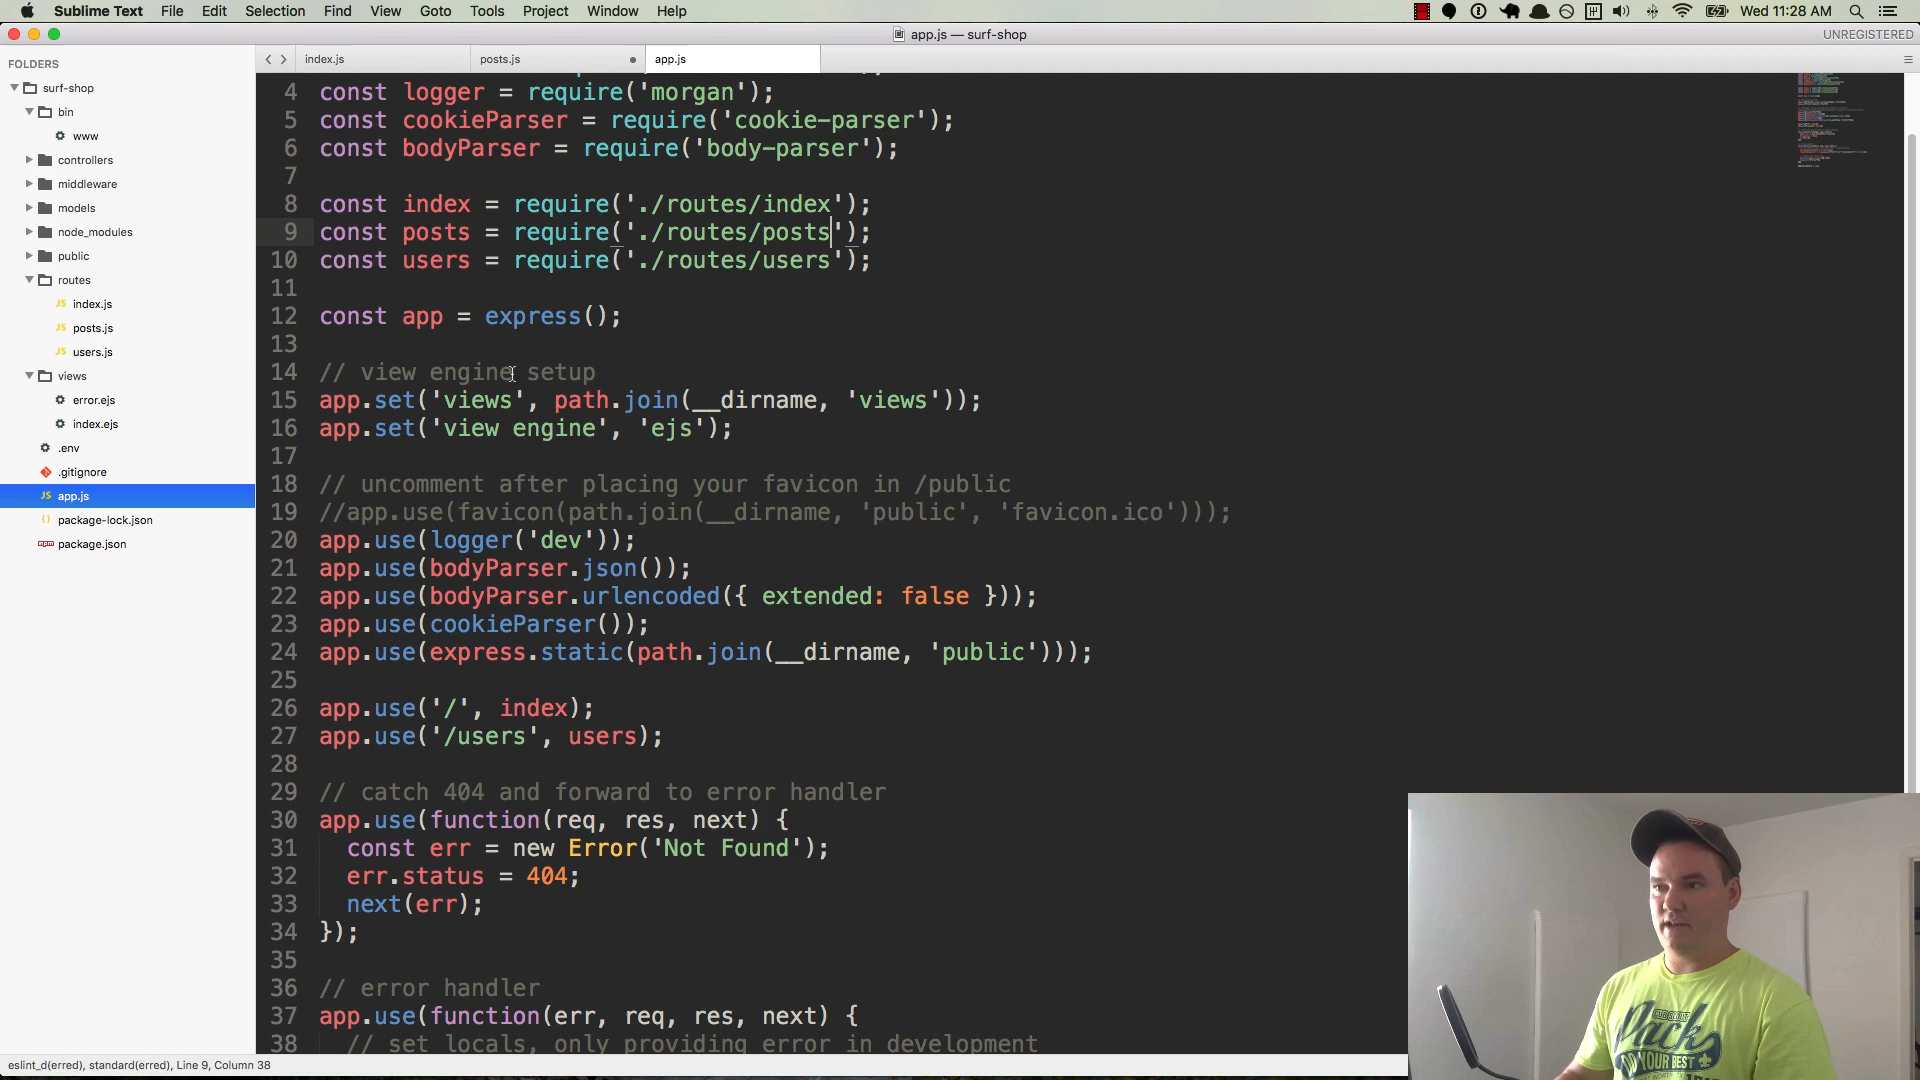 Sublime Text File Edit Selection Find View Goto Tools Project Window Help
Wed 11:28 AM
app.js — surf-shop
UNREGISTERED
FOLDERS
surf-shop
bin
www
controllers
middleware
models
node_modules
public
routes
index.js
posts.js
users.js
views
error.ejs
index.ejs
.env
.gitignore
app.js
package-lock.json
package.json
index.js posts.js app.js
4 const logger = require('morgan');
5 const cookieParser = require('cookie-parser');
6 const bodyParser = require('body-parser');
7
8 const index = require('./routes/index');
9 const posts = require('./routes/posts');
10 const users = require('./routes/users');
11
12 const app = express();
13
14 // view engine setup
15 app.set('views', path.join(__dirname, 'views'));
16 app.set('view engine', 'ejs');
17
18 // uncomment after placing your favicon in /public
19 //app.use(favicon(path.join(__dirname, 'public', 'favicon.ico')));
20 app.use(logger('dev'));
21 app.use(bodyParser.json());
22 app.use(bodyParser.urlencoded({ extended: false }));
23 app.use(cookieParser());
24 app.use(express.static(path.join(__dirname, 'public')));
25
26 app.use('/', index);
27 app.use('/users', users);
28
29 // catch 404 and forward to error handler
30 app.use(function(req, res, next) {
31 const err = new Error('Not Found');
32 err.status = 404;
33 next(err);
34 });
35
36 // error handler
37 app.use(function(err, req, res, next) {
38 // set locals, only providing error in development
eslint_d(erred), standard(erred), Line 9, Column 38
CUB SCOUT
Pack
DO YOUR BEST